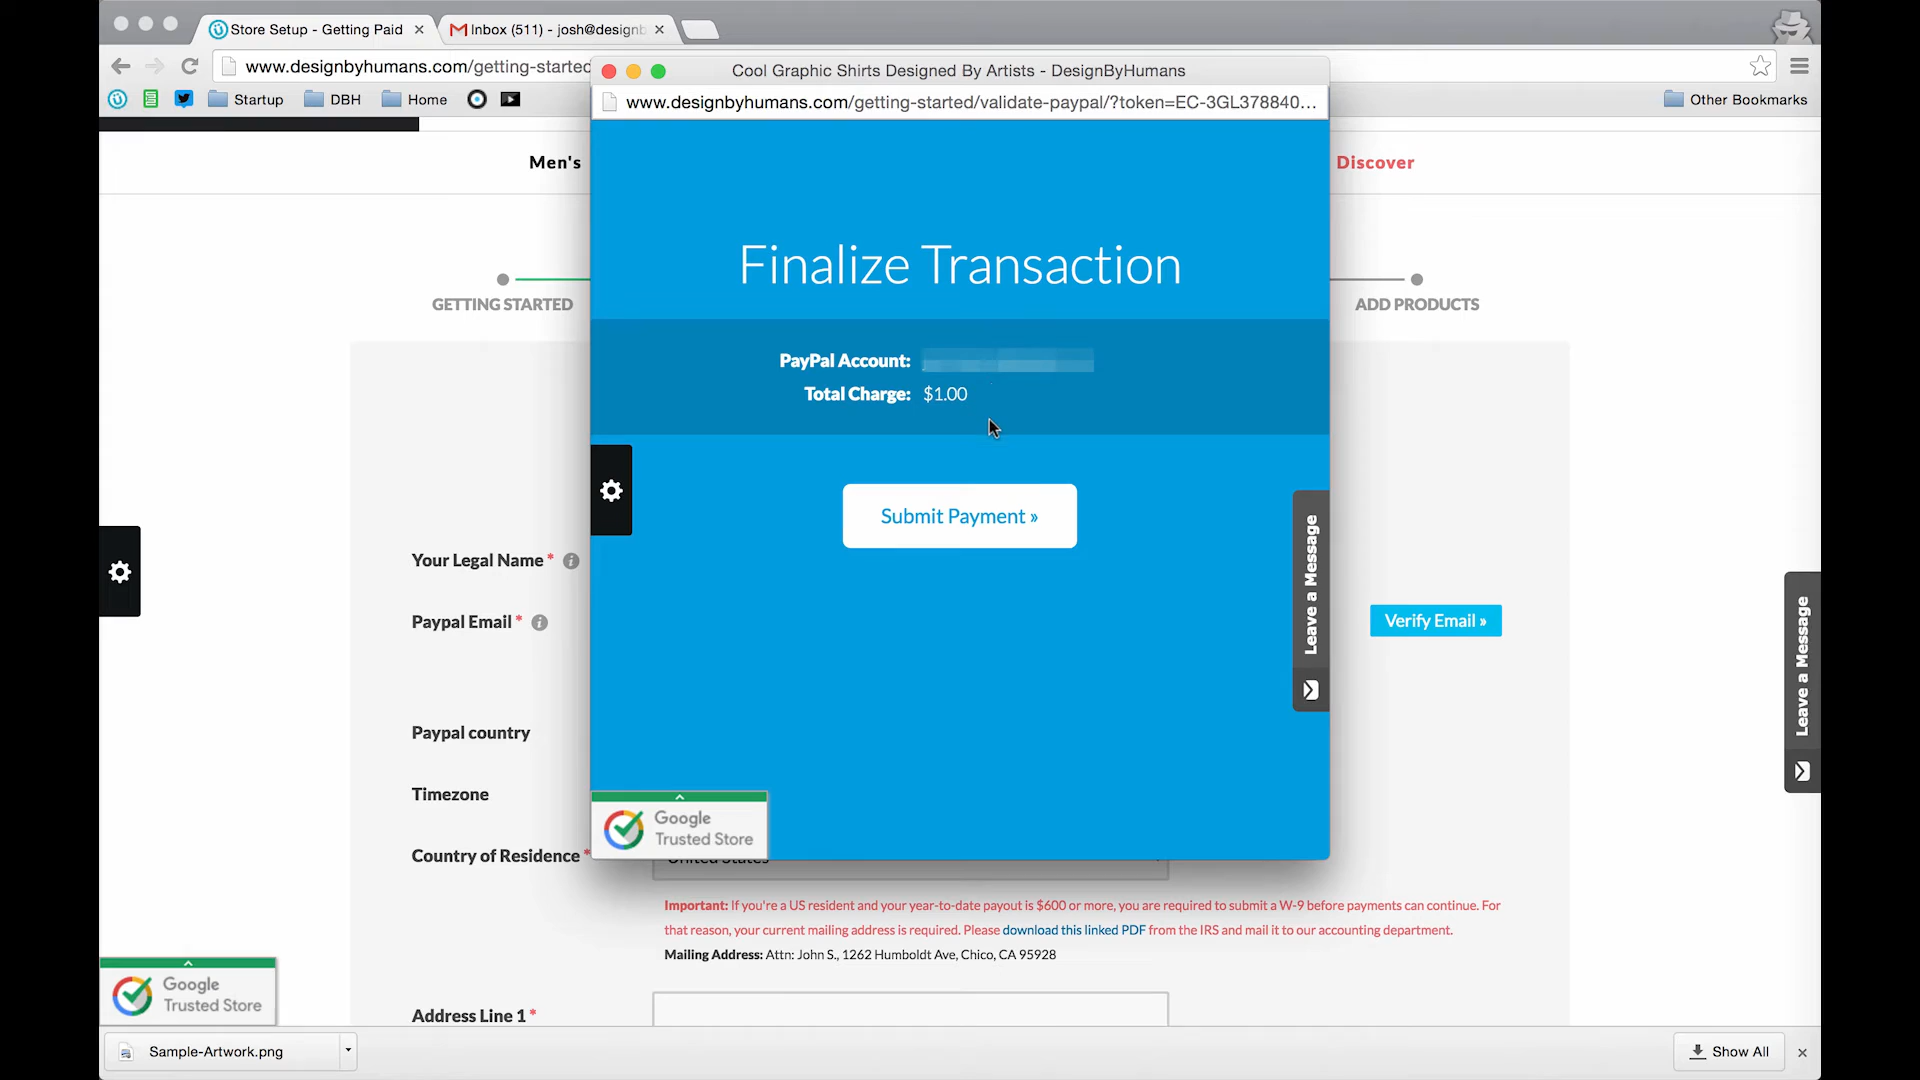 Store Setup - Getting Paid
Inbox (511) - josh@designb
www.designbyhumans.com/getting-started
Startup
DBH
Home
Other Bookmarks
Cool Graphic Shirts Designed By Artists - DesignByHumans
www.designbyhumans.com/getting-started/validate-paypal/?token=EC-3GL378840...
Men's
Discover
GETTING STARTED
ADD PRODUCTS
Finalize Transaction
PayPal Account:
Total Charge: $1.00
Submit Payment »
Leave a Message
Your Legal Name *
Paypal Email *
Verify Email »
Leave a Message
Paypal country
Timezone
Google
Trusted Store
Country of Residence *
United States
Important: If you're a US resident and your year-to-date payout is $600 or more, you are required to submit a W-9 before payments can continue. For
that reason, your current mailing address is required. Please download this linked PDF from the IRS and mail it to our accounting department.
Mailing Address: Attn: John S., 1262 Humboldt Ave, Chico, CA 95928
Google
Trusted Store
Address Line 1 *
Sample-Artwork.png
Show All